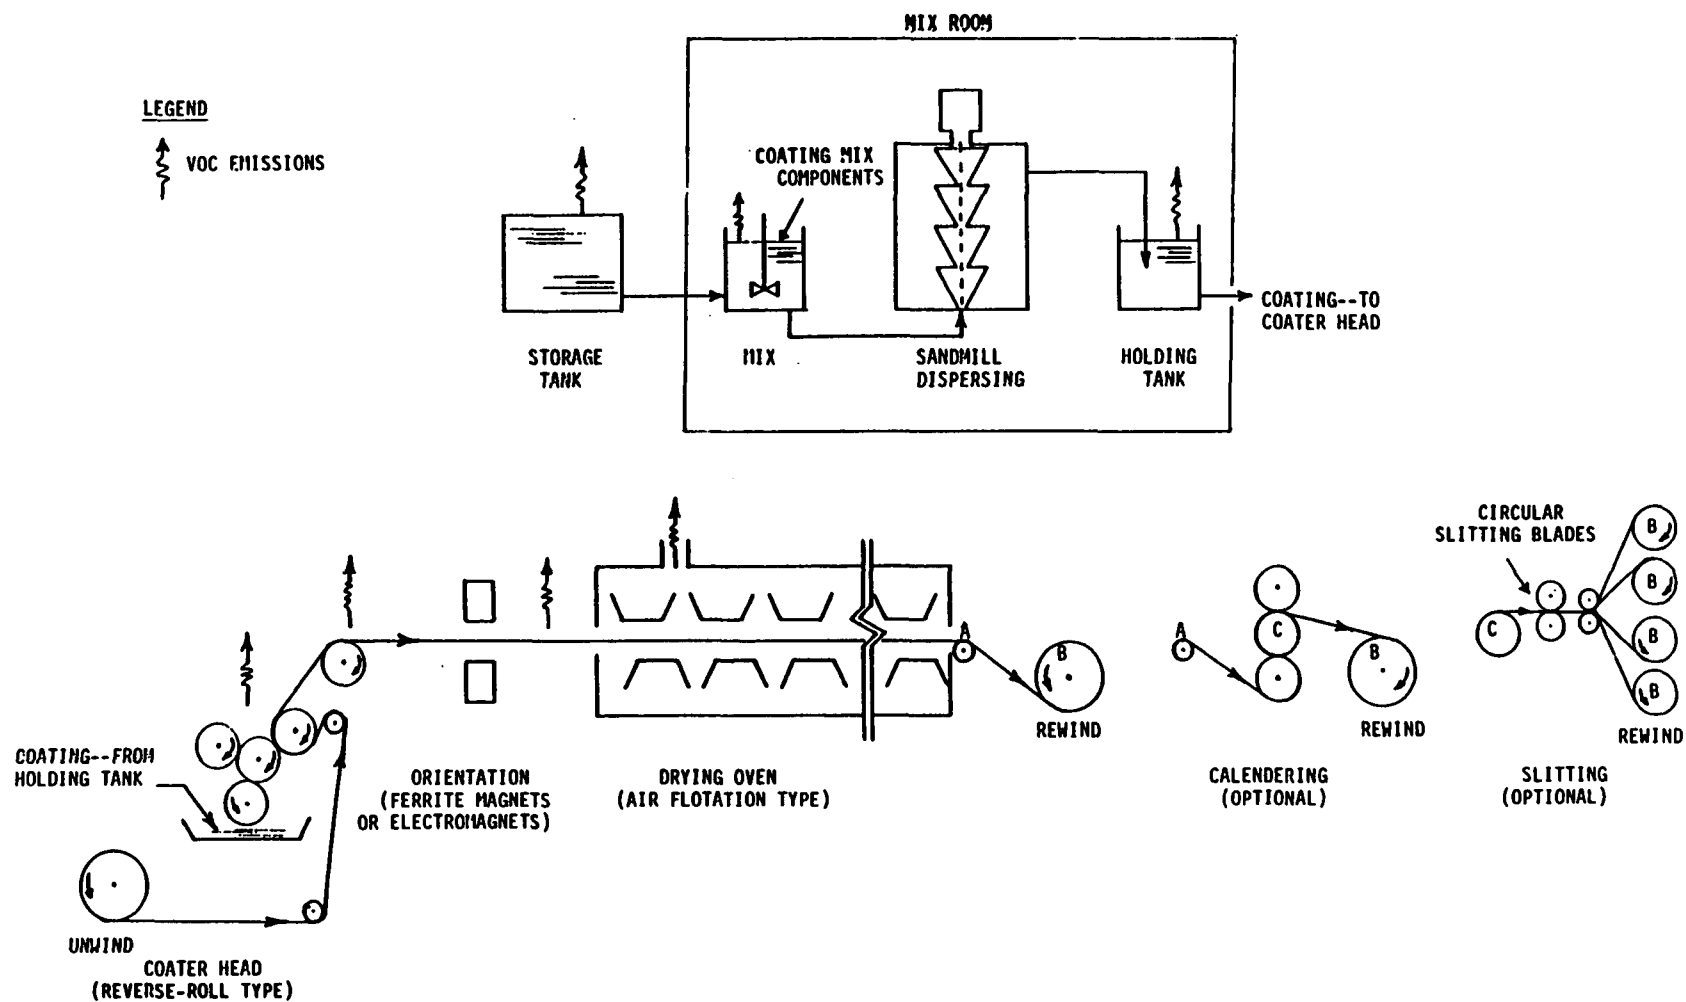 MIX ROOM
LEGEND
VOC EMISSIONS
COATING MIX
COMPONENTS
COATING--TO
COATER HEAD
STORAGE
TANK
MIX
SANDMILL
DISPERSING
HOLDING
TANK
CIRCULAR
SLITTING BLADES
B
B
B
B
C
A
B
REWIND
A
C
B
REWIND
REWIND
COATING--FROM
HOLDING TANK
ORIENTATION
(FERRITE MAGNETS
OR ELECTROMAGNETS)
DRYING OVEN
(AIR FLOTATION TYPE)
CALENDERING
(OPTIONAL)
SLITTING
(OPTIONAL)
UNWIND
COATER HEAD
(REVERSE-ROLL TYPE)